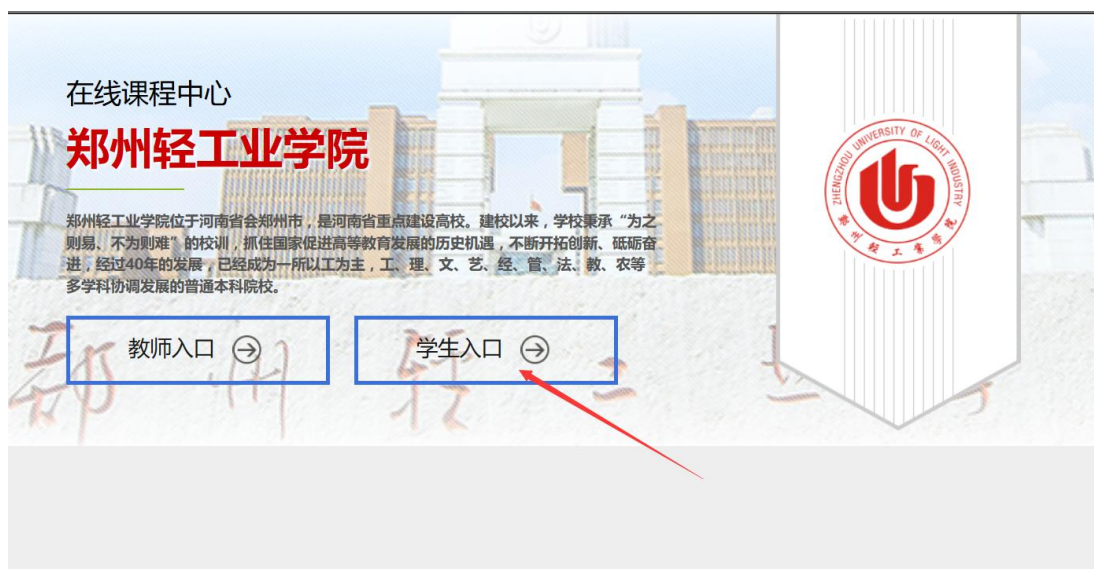 在线课程中心
郑州轻工业学院
郑州轻工业学院位于河南省会郑州市，是河南省重点建设高校。建校以来，学校秉承“为之
则易、不为则难”的校训，抓住国家促进高等教育发展的历史机遇，不断开拓创新、砥砺奋
进，经过40年的发展，已经成为一所以工为主，工、理、文、艺、经、管、法、教、农等
多学科协调发展的普通本科院校。
教师入口
学生入口
ZHENGZHOU UNIVERSITY OF LIGHT INDUSTRY
郑州轻工业学院